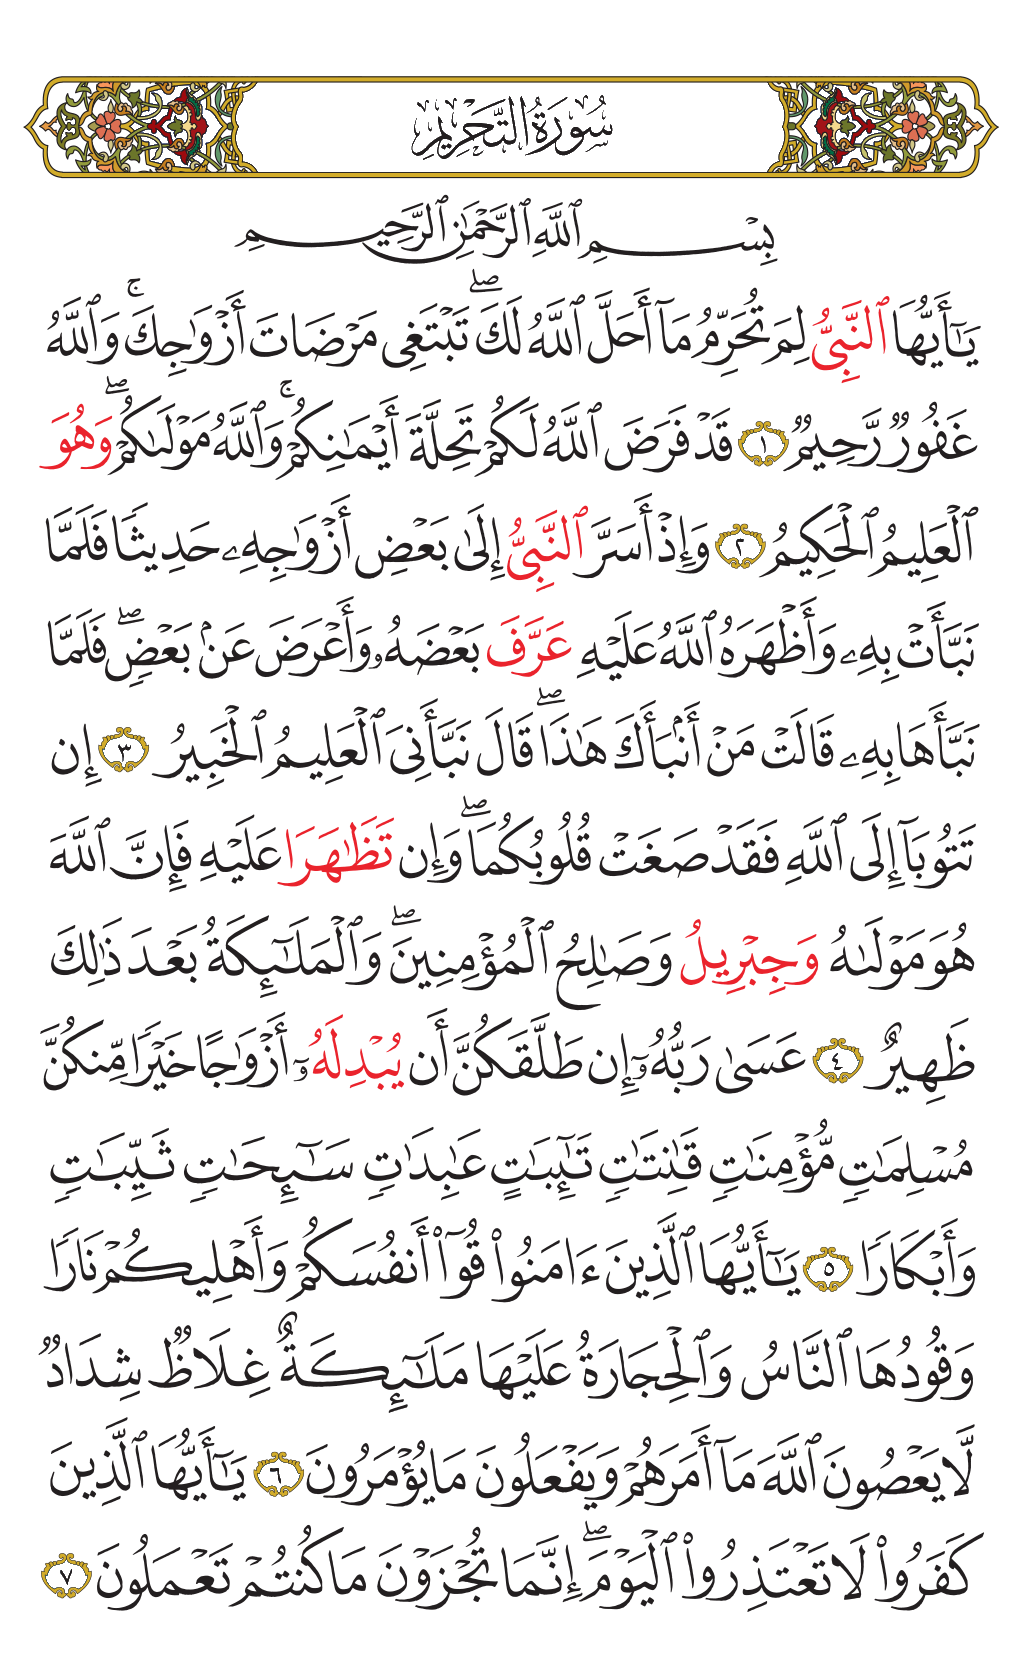 سُورَةُ التَّحْرِيمِ
بِسْمِ ٱللَّهِ ٱلرَّحْمَٰنِ ٱلرَّحِيمِ
يَٰٓأَيُّهَا ٱلنَّبِيُّ لِمَ تُحَرِّمُ مَآ أَحَلَّ ٱللَّهُ لَكَۖ تَبْتَغِى مَرْضَاتَ أَزْوَٰجِكَۚ وَٱللَّهُ
غَفُورٌ رَّحِيمٌ ١ قَدْ فَرَضَ ٱللَّهُ لَكُمْ تَحِلَّةَ أَيْمَٰنِكُمْۚ وَٱللَّهُ مَوْلَىٰكُمْۖ وَهُوَ
ٱلْعَلِيمُ ٱلْحَكِيمُ ٢ وَإِذْ أَسَرَّ ٱلنَّبِيُّ إِلَىٰ بَعْضِ أَزْوَٰجِهِۦ حَدِيثًا فَلَمَّا
نَبَّأَتْ بِهِۦ وَأَظْهَرَهُ ٱللَّهُ عَلَيْهِ عَرَّفَ بَعْضَهُۥ وَأَعْرَضَ عَنۢ بَعْضٍۖ فَلَمَّا
نَبَّأَهَا بِهِۦ قَالَتْ مَنْ أَنۢبَأَكَ هَٰذَاۖ قَالَ نَبَّأَنِىَ ٱلْعَلِيمُ ٱلْخَبِيرُ ٣ إِن
تَتُوبَآ إِلَى ٱللَّهِ فَقَدْ صَغَتْ قُلُوبُكُمَاۖ وَإِن تَظَٰهَرَا عَلَيْهِ فَإِنَّ ٱللَّهَ
هُوَ مَوْلَىٰهُ وَجِبْرِيلُ وَصَٰلِحُ ٱلْمُؤْمِنِينَۖ وَٱلْمَلَٰٓئِكَةُ بَعْدَ ذَٰلِكَ
ظَهِيرٌ ٤ عَسَىٰ رَبُّهُۥٓ إِن طَلَّقَكُنَّ أَن يُبْدِلَهُۥٓ أَزْوَٰجًا خَيْرًا مِّنكُنَّ
مُسْلِمَٰتٍ مُّؤْمِنَٰتٍ قَٰنِتَٰتٍ تَٰٓئِبَٰتٍ عَٰبِدَٰتٍ سَٰٓئِحَٰتٍ ثَيِّبَٰتٍ
وَأَبْكَارًا ٥ يَٰٓأَيُّهَا ٱلَّذِينَ ءَامَنُوا۟ قُوٓا۟ أَنفُسَكُمْ وَأَهْلِيكُمْ نَارًا
وَقُودُهَا ٱلنَّاسُ وَٱلْحِجَارَةُ عَلَيْهَا مَلَٰٓئِكَةٌ غِلَاظٌ شِدَادٌ
لَّا يَعْصُونَ ٱللَّهَ مَآ أَمَرَهُمْ وَيَفْعَلُونَ مَا يُؤْمَرُونَ ٦ يَٰٓأَيُّهَا ٱلَّذِينَ
كَفَرُوا۟ لَا تَعْتَذِرُوا۟ ٱلْيَوْمَۖ إِنَّمَا تُجْزَوْنَ مَا كُنتُمْ تَعْمَلُونَ ٧